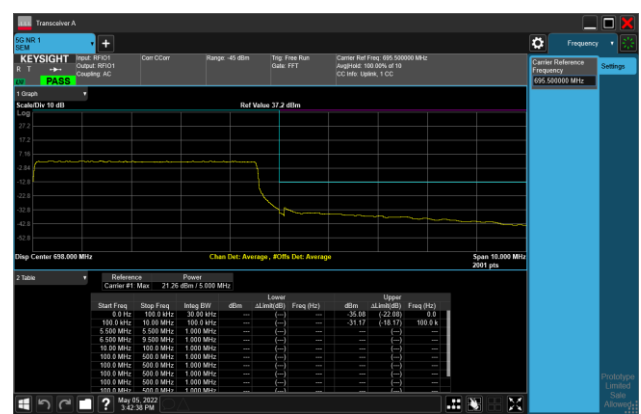 Transceiver A
5G NR.1
SEM
Frequency
KEYSIGHT
R T
PASS
Input: RFIO1
Output: RFIO1
Coupling: AC
Corr CCorr
Range: -45 dBm
Trig: Free Run
Gate: FFT
Carrier Ref Freq: 695.500000 MHz
Avg|Hold: 100.00% of 10
CC Info: Uplink, 1 CC
Carrier Reference
Frequency
695.500000 MHz
Settings
1 Graph
Scale/Div 10 dB
Ref Value 37.2 dBm
Log
27.2
17.2
7.18
-2.84
-12.8
-22.8
-32.8
-42.8
-52.8
Disp Center 698.000 MHz
Chan Det: Average , #Offs Det: Average
Span 10.000 MHz
2001 pts
2 Table
Reference Power
Carrier #1 Max 21.26 dBm / 5.000 MHz
Lower Upper
Start Freq Stop Freq Integ BW dBm ΔLimit(dB) Freq (Hz) dBm ΔLimit(dB) Freq (Hz)
0.0 Hz 100.0 kHz 30.00 kHz --- (---) --- -35.08 (-22.08) 0.0
100.0 kHz 10.00 MHz 100.0 kHz --- (---) --- -31.17 (-18.17) 100.0 k
5.500 MHz 5.500 MHz 1.000 MHz --- (---) --- --- (---) ---
6.500 MHz 9.500 MHz 1.000 MHz --- (---) --- --- (---) ---
10.00 MHz 100.0 MHz 1.000 MHz --- (---) --- --- (---) ---
100.0 MHz 500.0 MHz 1.000 MHz --- (---) --- --- (---) ---
100.0 MHz 500.0 MHz 1.000 MHz --- (---) --- --- (---) ---
100.0 MHz 500.0 MHz 1.000 MHz --- (---) --- --- (---) ---
100.0 MHz 500.0 MHz 1.000 MHz --- (---) --- --- (---) ---
May 05, 2022
3:42:38 PM
Prototype
Limited
Sale
Allowed